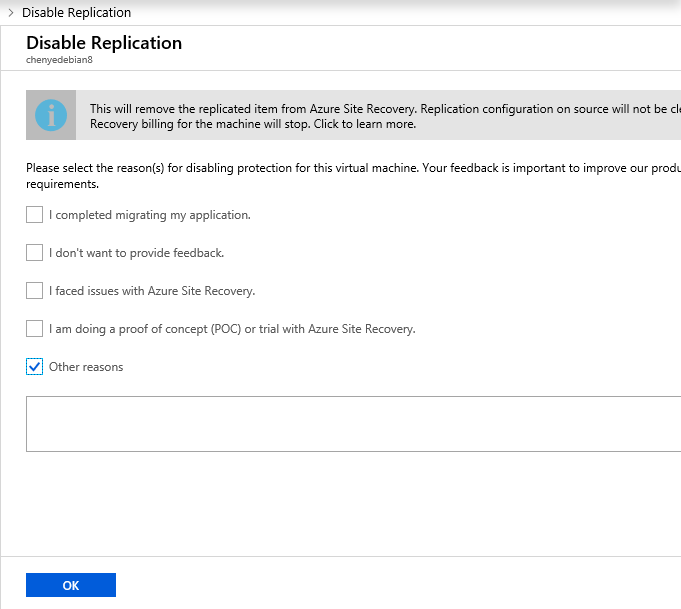 Disable Replication
Disable Replication
chenyedebian8
This will remove the replicated item from Azure Site Recovery. Replication configuration on source will not be
Recovery billing for the machine will stop. Click to learn more.
Please select the reason(s) for disabling protection for this virtual machine. Your feedback is important to improve our
requirements.
I completed migrating my application.
I don't want to provide feedback.
I faced issues with Azure Site Recovery.
I am doing a proof of concept (POC) or trial with Azure Site Recovery.
Other reasons
OK